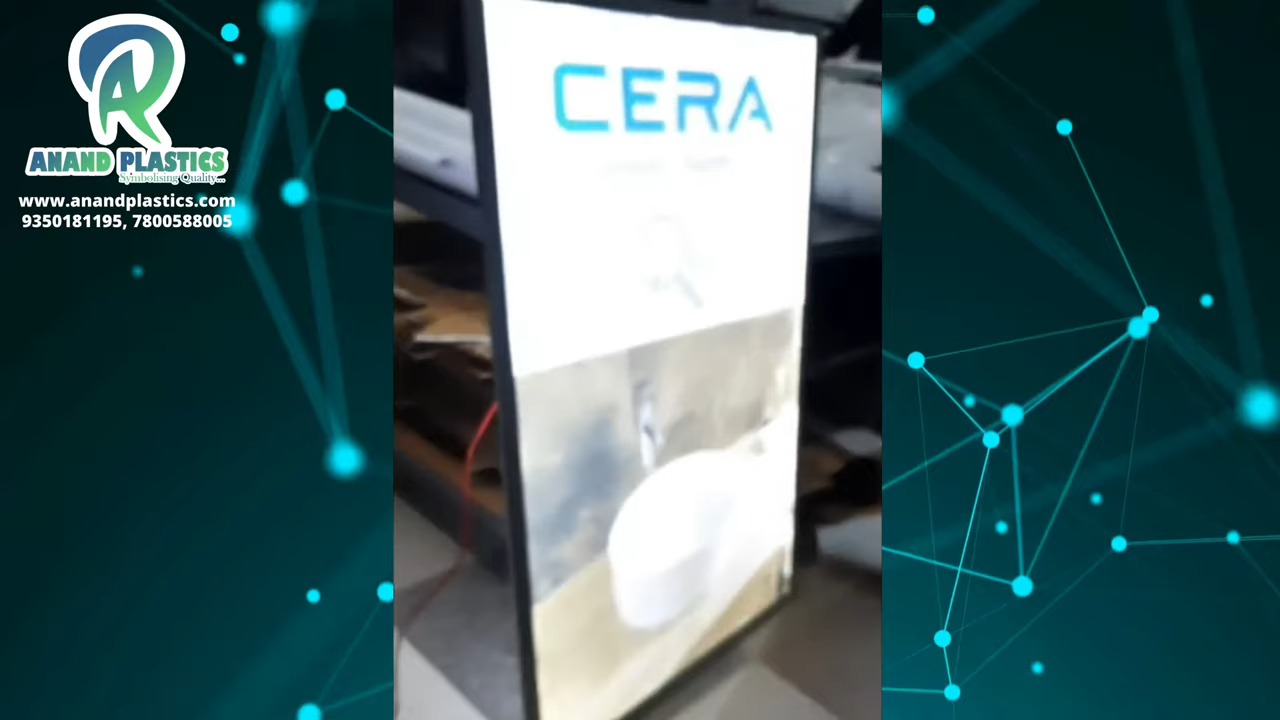 ANAND PLASTICS
Symbolising Quality...
www.anandplastics.com
9350181195, 7800588005
CERA